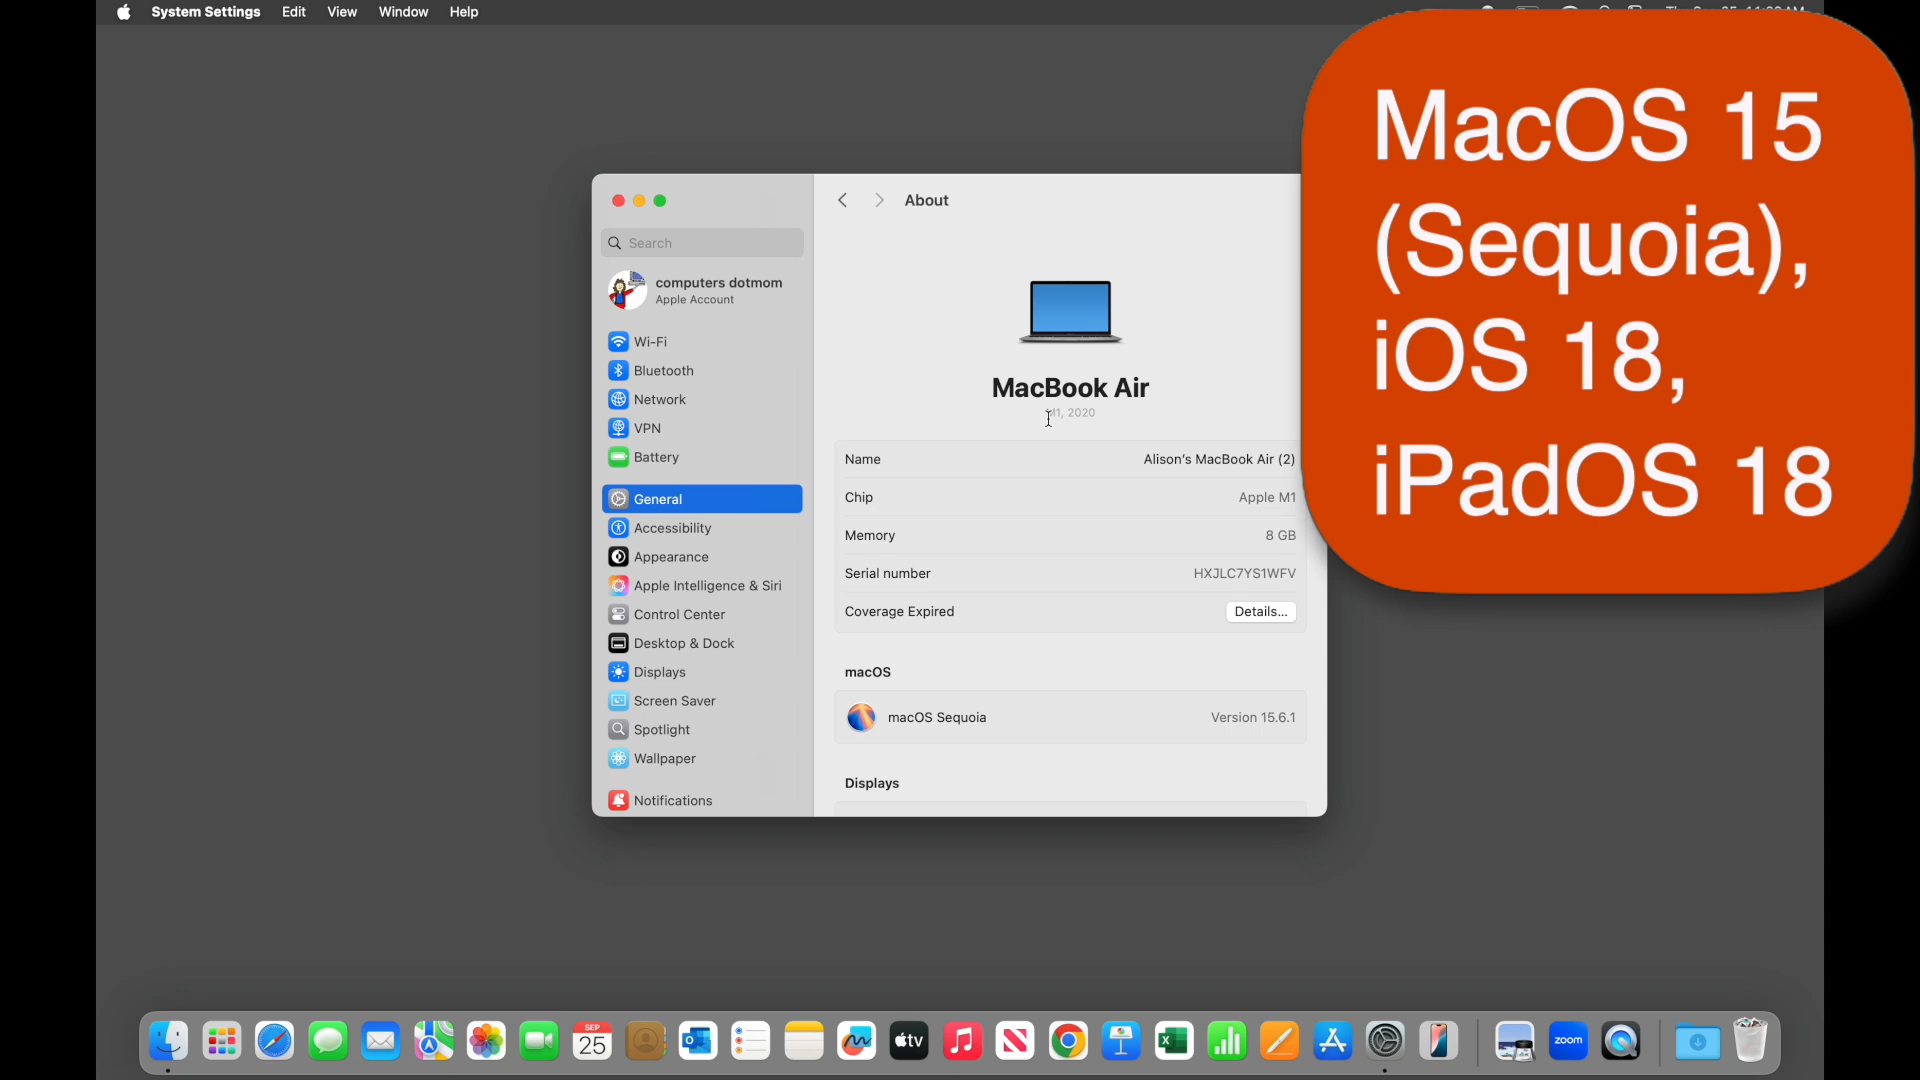 System Settings Edit View Window Help
MacOS 15
(Sequoia),
iOS 18,
iPadOS 18
About
Search
computers dotmom
Apple Account
Wi-Fi
Bluetooth
Network
VPN
Battery
General
Accessibility
Appearance
Apple Intelligence & Siri
Control Center
Desktop & Dock
Displays
Screen Saver
Spotlight
Wallpaper
Notifications
MacBook Air
M1, 2020
Name Alison's MacBook Air (2)
Chip Apple M1
Memory 8 GB
Serial number HXJLC7YS1WFV
Coverage Expired Details...
macOS
macOS Sequoia Version 15.6.1
Displays
SEP
25
tv
zoom